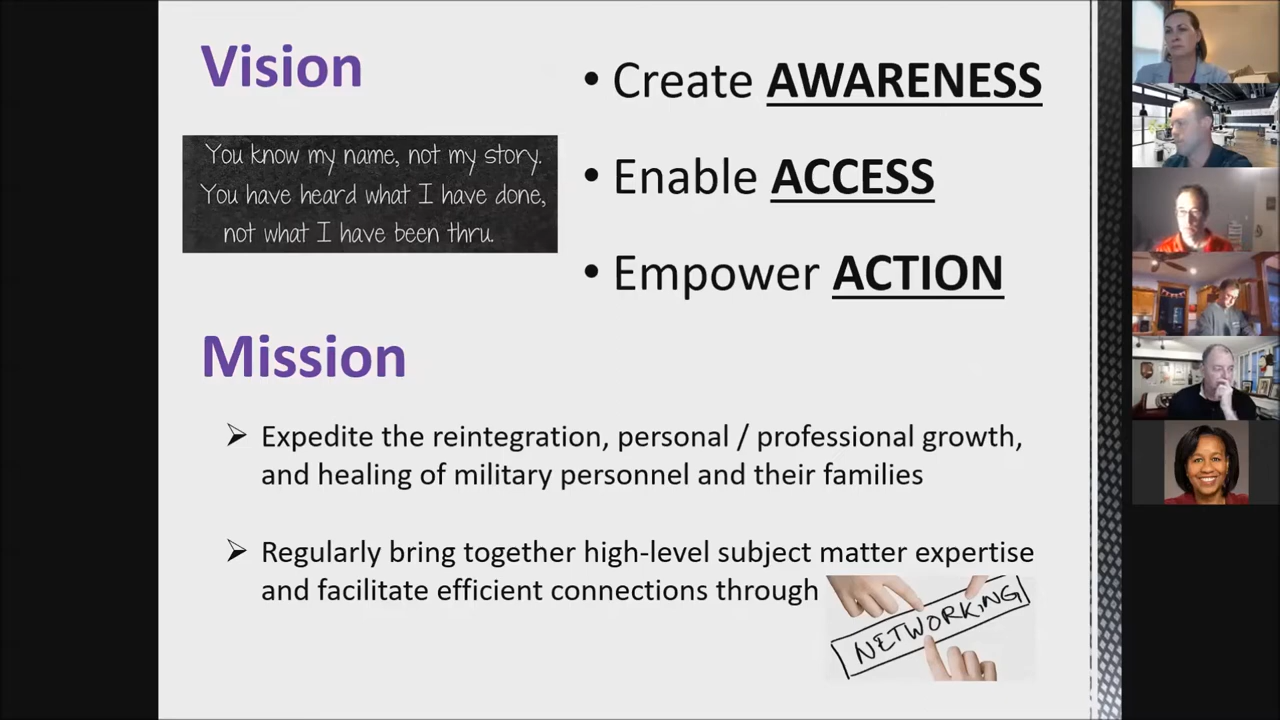 Vision
You know my name, not my story.
You have heard what I have done,
not what I have been thru.
• Create AWARENESS
• Enable ACCESS
• Empower ACTION
Mission
Expedite the reintegration, personal / professional growth,
and healing of military personnel and their families
Regularly bring together high-level subject matter expertise
and facilitate efficient connections through
NETWORKING